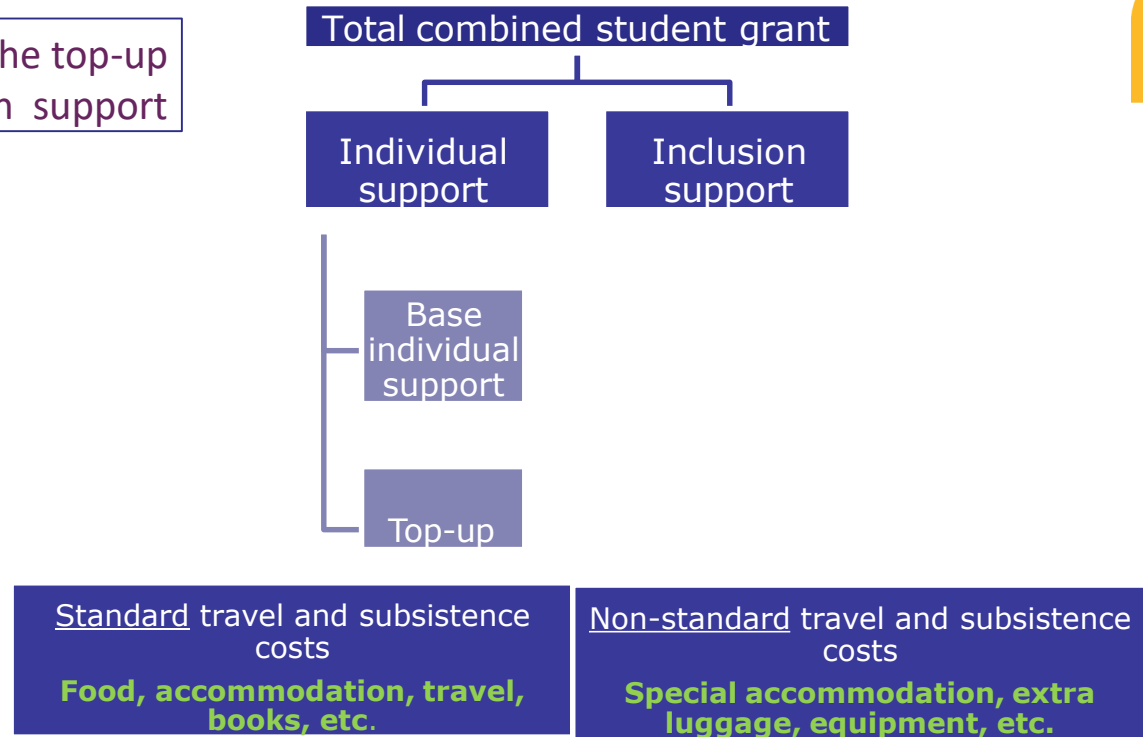 Total combined student grant
he top-up
support
Individual
support
Inclusion
support
Base
individual
support
Top-up
Standard travel and subsistence
costs
Food, accommodation, travel,
books, etc.
Non-standard travel and subsistence
costs
Special accommodation, extra
luggage, equipment, etc.